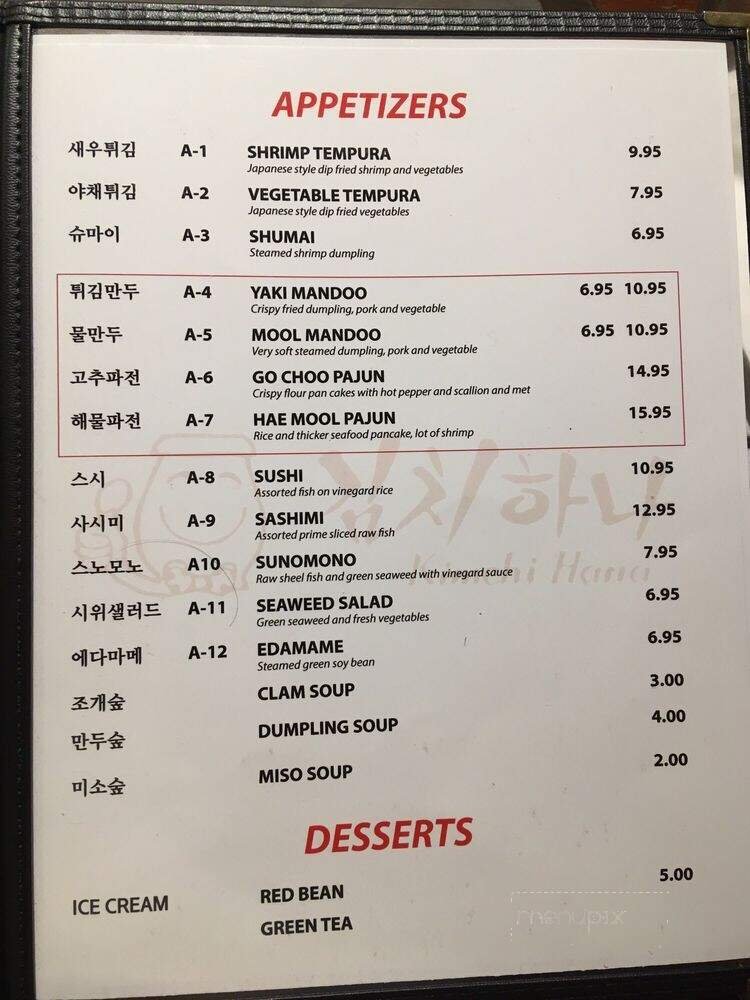 APPETIZERS
새우튀김 A-1 SHRIMP TEMPURA 9.95
Japanese style dip fried shrimp and vegetables
야채튀김 A-2 VEGETABLE TEMPURA 7.95
Japanese style dip fried vegetables
슈마이 A-3 SHUMAI 6.95
Steamed shrimp dumpling
튀김만두 A-4 YAKI MANDOO 6.95 10.95
Crispy fried dumpling, pork and vegetable
물만두 A-5 MOOL MANDOO 6.95 10.95
Very soft steamed dumpling, pork and vegetable
고추파전 A-6 GO CHOO PAJUN 14.95
Crispy flour pan cakes with hot pepper and scallion and met
해물파전 A-7 HAE MOOL PAJUN 15.95
Rice and thicker seafood pancake, lot of shrimp
스시 A-8 SUSHI 10.95
Assorted fish on vinegard rice
김치하나
사시미 A-9 SASHIMI 12.95
Assorted prime sliced raw fish
스노모노 A10 SUNOMONO 7.95
Raw sheel fish and green seaweed with vinegard sauce
Kimchi Hana
시위샐러드 A-11 SEAWEED SALAD 6.95
Green seaweed and fresh vegetables
에다마메 A-12 EDAMAME 6.95
Steamed green soy bean
조개숲 CLAM SOUP 3.00
만두숲 DUMPLING SOUP 4.00
미소숲 MISO SOUP 2.00
DESSERTS
ICE CREAM RED BEAN 5.00
GREEN TEA
menupix